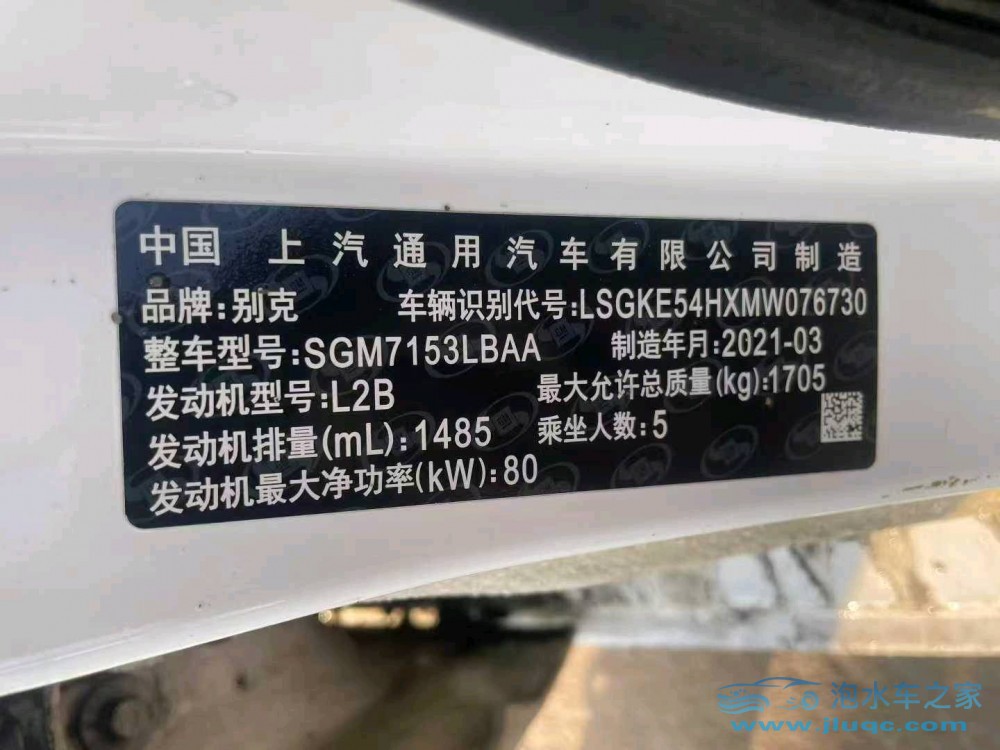 中国 上汽通用汽车有限公司制造
品牌:别克 车辆识别代号:LSGKE54HXMW076730
整车型号:SGM7153LBAA 制造年月:2021-03
发动机型号:L2B 最大允许总质量(kg):1705
发动机排量(mL):1485 乘坐人数:5
发动机最大净功率(kW):80
泡水车之家
www.jluqc.com